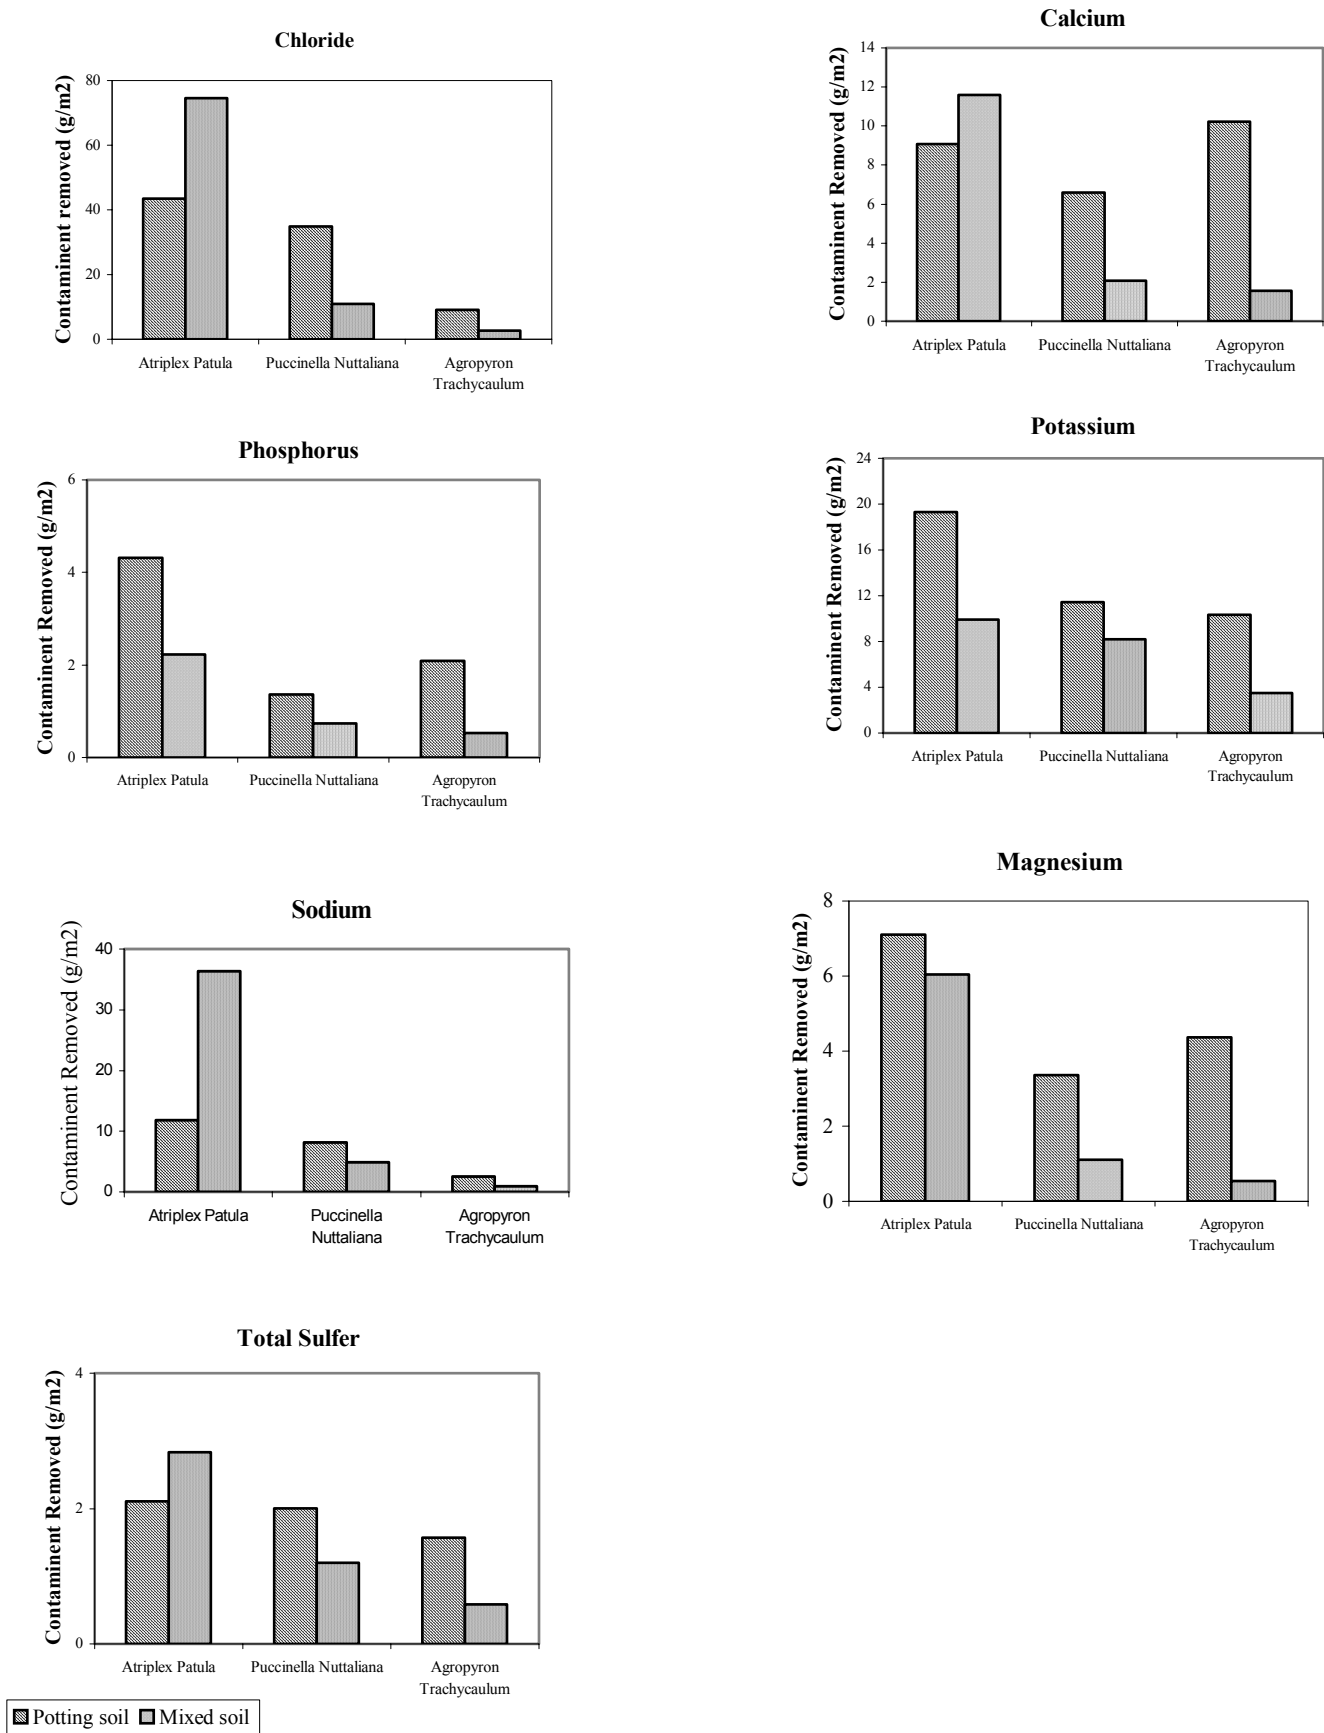 Chloride
Contaminent removed (g/m2)
80
60
40
20
0
Atriplex Patula
Puccinella Nuttaliana
Agropyron
Trachycaulum
Calcium
Contaminent Removed (g/m2)
14
12
10
8
6
4
2
0
Atriplex Patula
Puccinella Nuttaliana
Agropyron
Trachycaulum
Phosphorus
Contaminent Removed (g/m2)
6
4
2
0
Atriplex Patula
Puccinella Nuttaliana
Agropyron
Trachycaulum
Potassium
Contaminent Removed (g/m2)
24
20
16
12
8
4
0
Atriplex Patula
Puccinella Nuttaliana
Agropyron
Trachycaulum
Sodium
Contaminent Removed (g/m2)
40
30
20
10
0
Atriplex Patula
Puccinella
Nuttaliana
Agropyron
Trachycaulum
Magnesium
Contaminent Removed (g/m2)
8
6
4
2
0
Atriplex Patula
Puccinella Nuttaliana
Agropyron
Trachycaulum
Total Sulfer
Contaminent Removed (g/m2)
4
2
0
Atriplex Patula
Puccinella Nuttaliana
Agropyron
Trachycaulum
Potting soil
Mixed soil